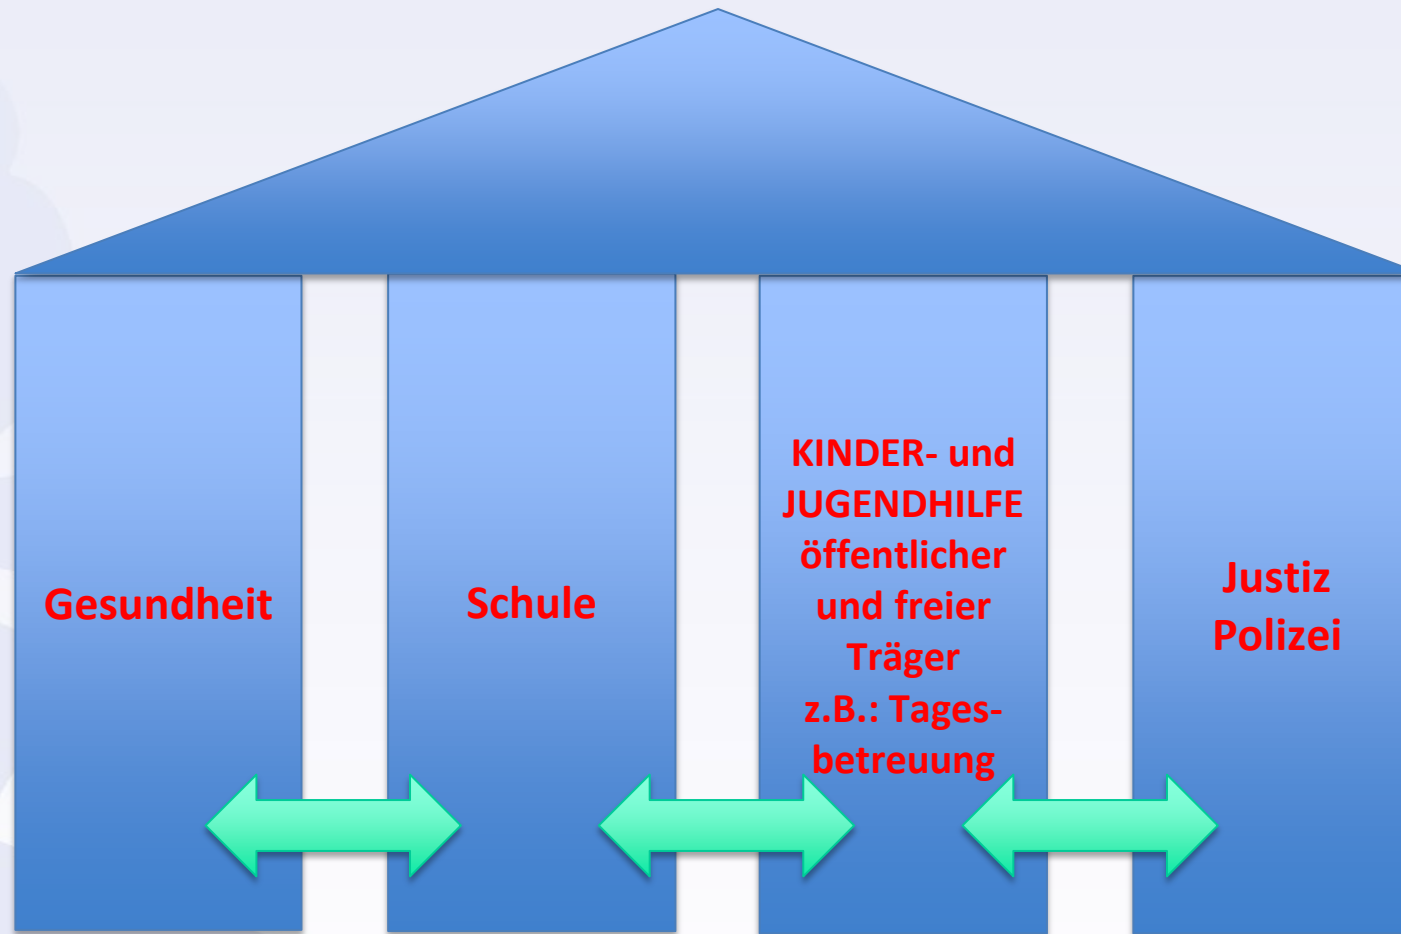 Gesundheit
Schule
KINDER- und
JUGENDHILFE
öffentlicher
und freier
Träger
z.B.: Tages-
betreuung
Justiz
Polizei